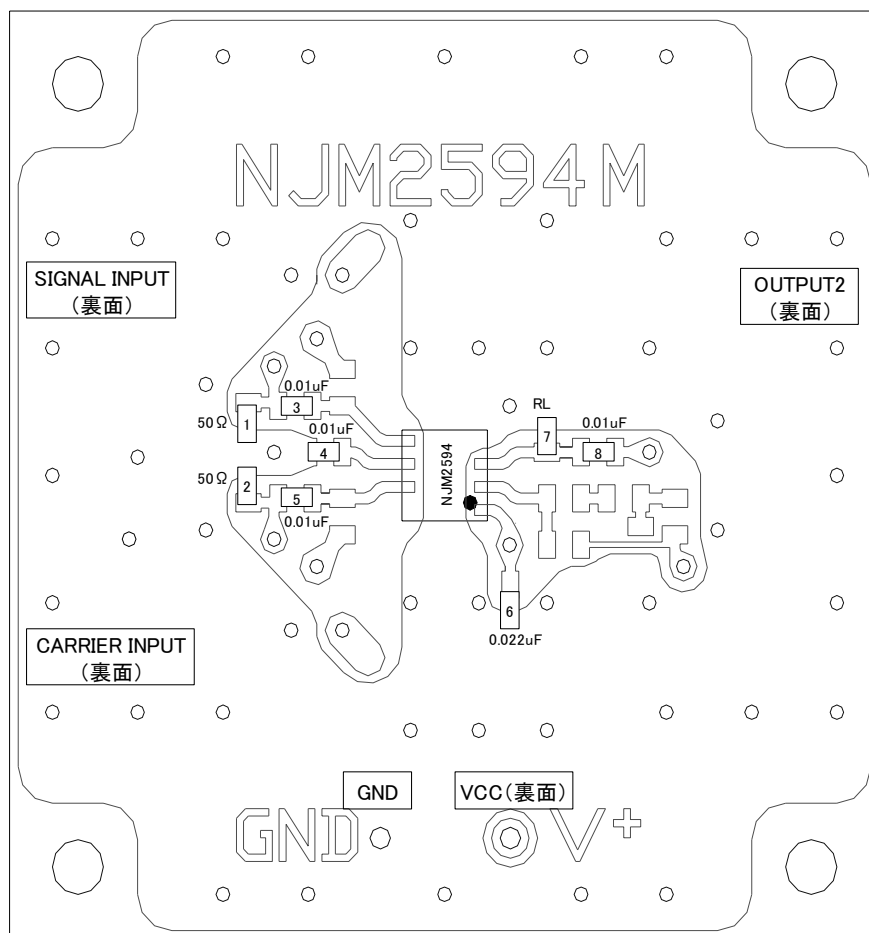 NJM2594M
SIGNAL INPUT
（裏面）
OUTPUT2
（裏面）
0.01uF
3
50Ω
1
0.01uF
4
50Ω
2
5
0.01uF
NJM2594
RL
7
0.01uF
8
6
0.022uF
CARRIER INPUT
（裏面）
GND
VCC（裏面）
GND
V+